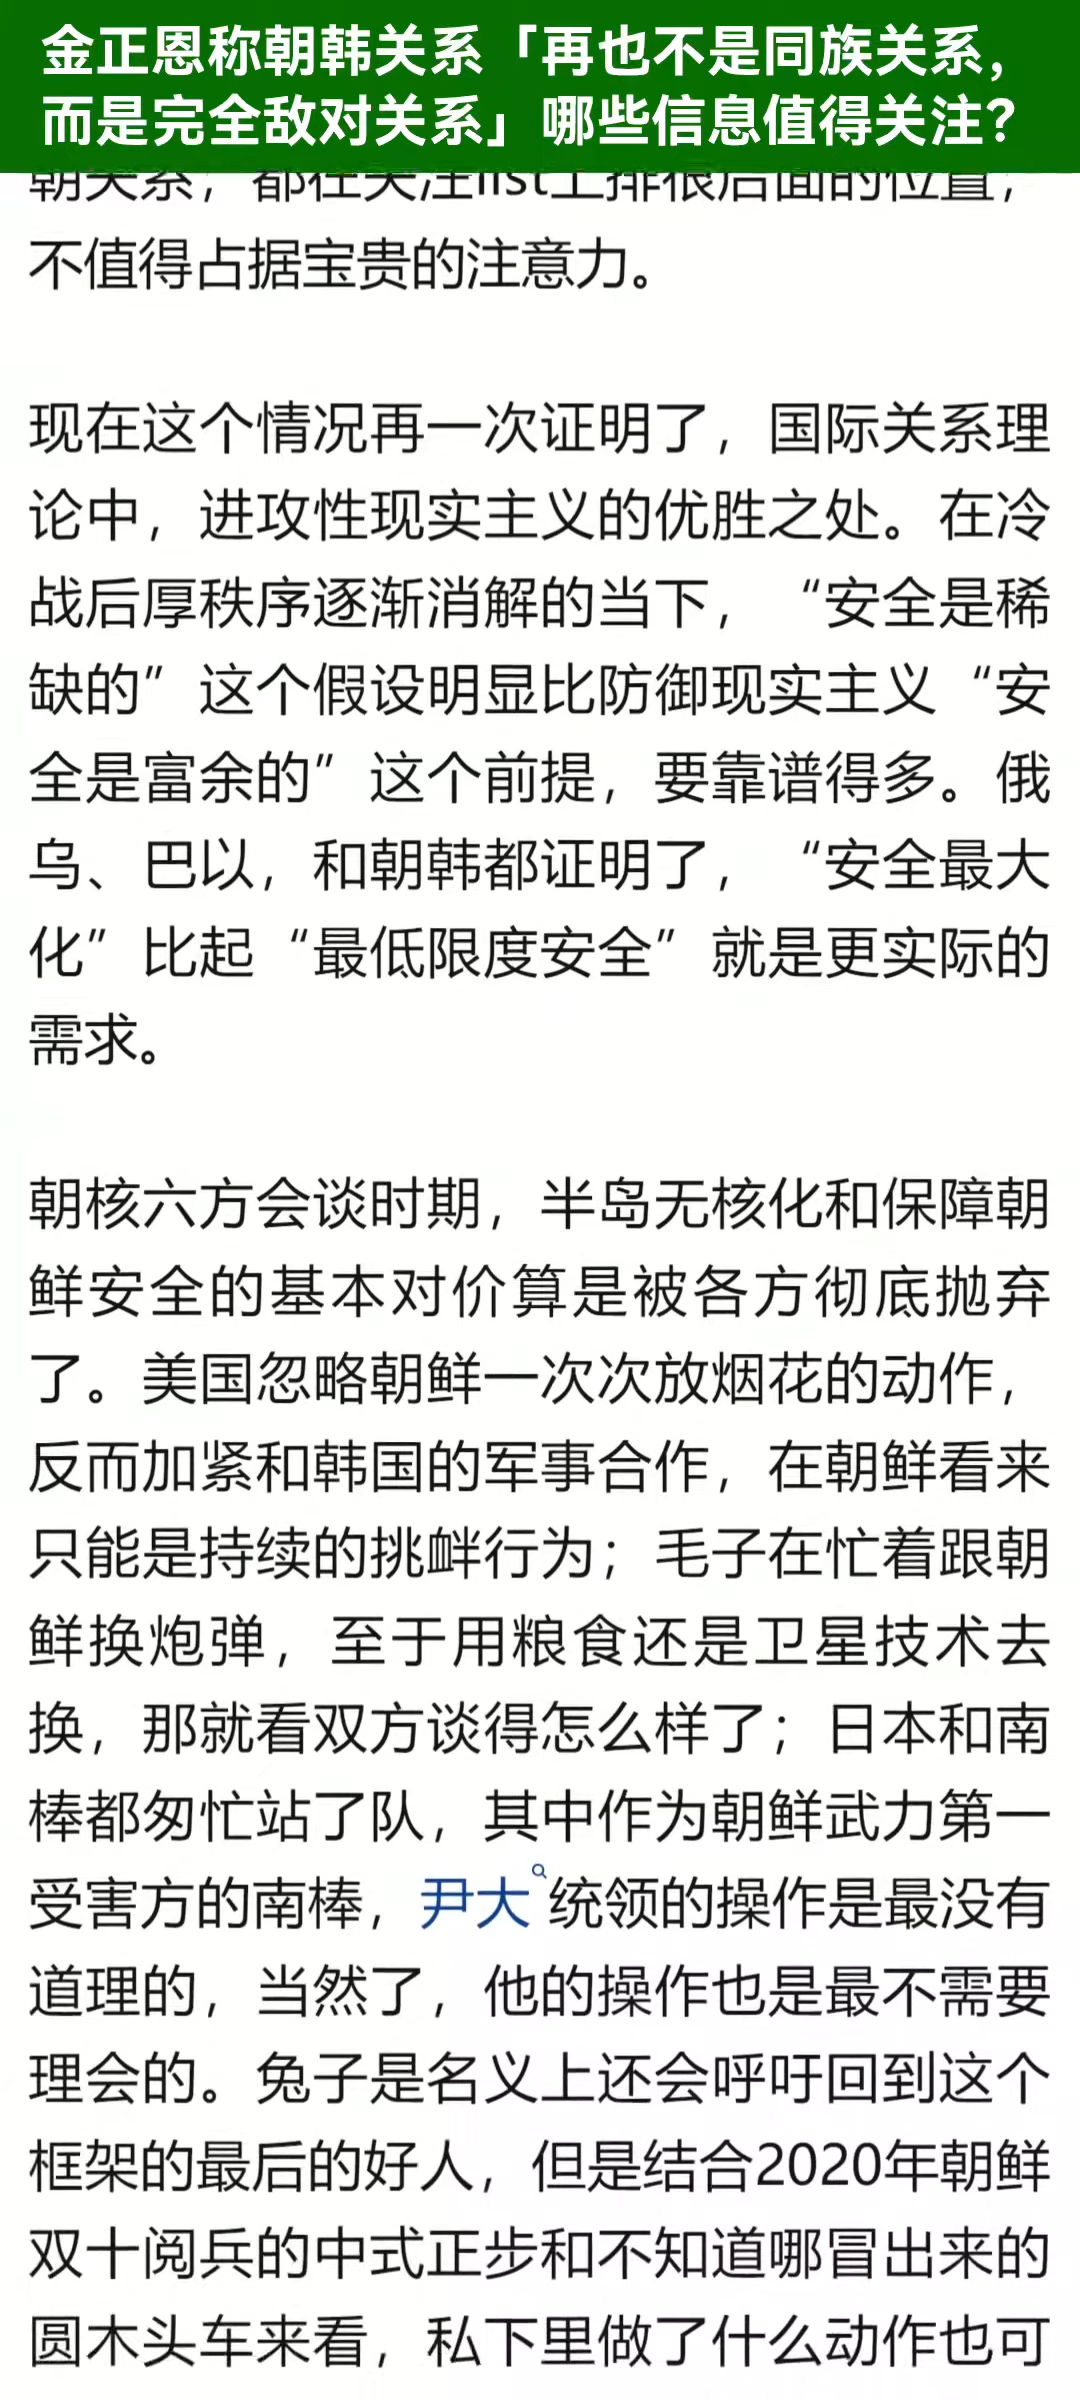 金正恩称朝韩关系「再也不是同族关系,
而是完全敌对关系」哪些信息值得关注?
朝关系，都在关注list上排很后面的位置，
不值得占据宝贵的注意力。
现在这个情况再一次证明了，国际关系理
论中，进攻性现实主义的优胜之处。在冷
战后厚秩序逐渐消解的当下，“安全是稀
缺的”这个假设明显比防御现实主义“安
全是富余的”这个前提，要靠谱得多。俄
乌、巴以，和朝韩都证明了，“安全最大
化”比起“最低限度安全”就是更实际的
需求。
朝核六方会谈时期，半岛无核化和保障朝
鲜安全的基本对价算是被各方彻底抛弃
了。美国忽略朝鲜一次次放烟花的动作，
反而加紧和韩国的军事合作，在朝鲜看来
只能是持续的挑衅行为；毛子在忙着跟朝
鲜换炮弹，至于用粮食还是卫星技术去
换，那就看双方谈得怎么样了；日本和南
棒都匆忙站了队，其中作为朝鲜武力第一
受害方的南棒，尹大统领的操作是最没有
道理的，当然了，他的操作也是最不需要
理会的。兔子是名义上还会呼吁回到这个
框架的最后的好人，但是结合2020年朝鲜
双十阅兵的中式正步和不知道哪冒出来的
圆木头车来看，私下里做了什么动作也可